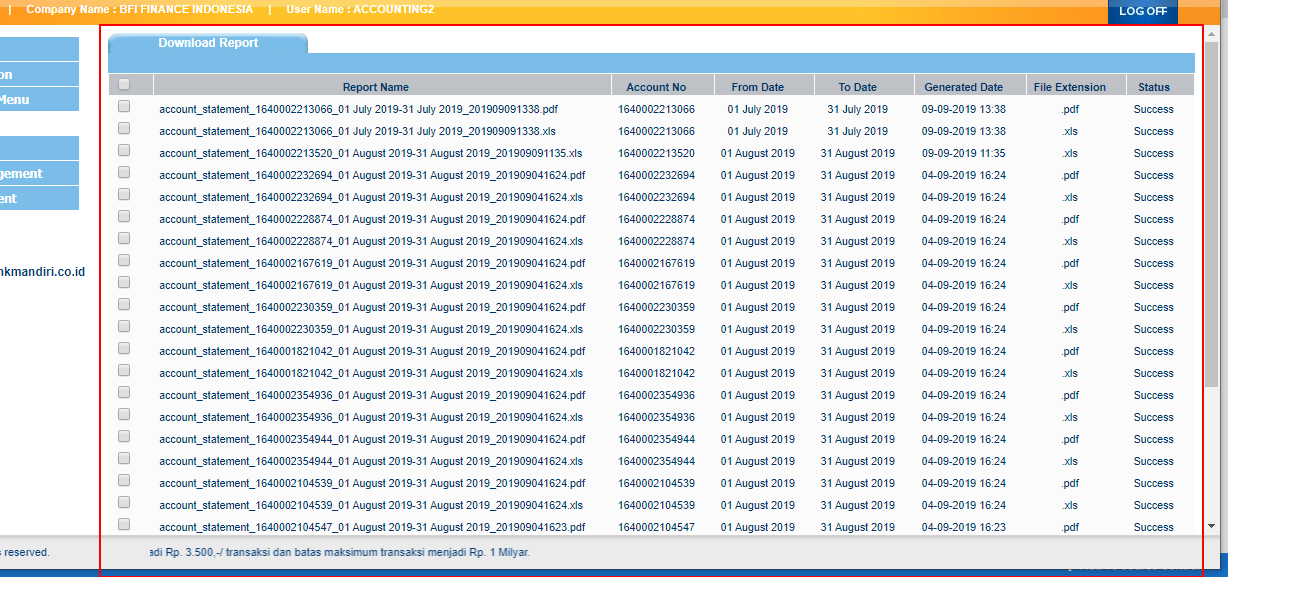 | Company Name : BFI FINANCE INDONESIA | User Name : ACCOUNTING2
LOG OFF
Download Report
on
Menu
gement
ent
nkmandiri.co.id
Report Name Account No From Date To Date Generated Date File Extension Status
account_statement_1640002213066_01 July 2019-31 July 2019_201909091338.pdf 1640002213066 01 July 2019 31 July 2019 09-09-2019 13:38 .pdf Success
account_statement_1640002213066_01 July 2019-31 July 2019_201909091338.xls 1640002213066 01 July 2019 31 July 2019 09-09-2019 13:38 .xls Success
account_statement_1640002213520_01 August 2019-31 August 2019_201909091135.xls 1640002213520 01 August 2019 31 August 2019 09-09-2019 11:35 .xls Success
account_statement_1640002232694_01 August 2019-31 August 2019_201909041624.pdf 1640002232694 01 August 2019 31 August 2019 04-09-2019 16:24 .pdf Success
account_statement_1640002232694_01 August 2019-31 August 2019_201909041624.xls 1640002232694 01 August 2019 31 August 2019 04-09-2019 16:24 .xls Success
account_statement_1640002228874_01 August 2019-31 August 2019_201909041624.pdf 1640002228874 01 August 2019 31 August 2019 04-09-2019 16:24 .pdf Success
account_statement_1640002228874_01 August 2019-31 August 2019_201909041624.xls 1640002228874 01 August 2019 31 August 2019 04-09-2019 16:24 .xls Success
account_statement_1640002167619_01 August 2019-31 August 2019_201909041624.pdf 1640002167619 01 August 2019 31 August 2019 04-09-2019 16:24 .pdf Success
account_statement_1640002167619_01 August 2019-31 August 2019_201909041624.xls 1640002167619 01 August 2019 31 August 2019 04-09-2019 16:24 .xls Success
account_statement_1640002230359_01 August 2019-31 August 2019_201909041624.pdf 1640002230359 01 August 2019 31 August 2019 04-09-2019 16:24 .pdf Success
account_statement_1640002230359_01 August 2019-31 August 2019_201909041624.xls 1640002230359 01 August 2019 31 August 2019 04-09-2019 16:24 .xls Success
account_statement_1640001821042_01 August 2019-31 August 2019_201909041624.pdf 1640001821042 01 August 2019 31 August 2019 04-09-2019 16:24 .pdf Success
account_statement_1640001821042_01 August 2019-31 August 2019_201909041624.xls 1640001821042 01 August 2019 31 August 2019 04-09-2019 16:24 .xls Success
account_statement_1640002354936_01 August 2019-31 August 2019_201909041624.pdf 1640002354936 01 August 2019 31 August 2019 04-09-2019 16:24 .pdf Success
account_statement_1640002354936_01 August 2019-31 August 2019_201909041624.xls 1640002354936 01 August 2019 31 August 2019 04-09-2019 16:24 .xls Success
account_statement_1640002354944_01 August 2019-31 August 2019_201909041624.pdf 1640002354944 01 August 2019 31 August 2019 04-09-2019 16:24 .pdf Success
account_statement_1640002354944_01 August 2019-31 August 2019_201909041624.xls 1640002354944 01 August 2019 31 August 2019 04-09-2019 16:24 .xls Success
account_statement_1640002104539_01 August 2019-31 August 2019_201909041624.pdf 1640002104539 01 August 2019 31 August 2019 04-09-2019 16:24 .pdf Success
account_statement_1640002104539_01 August 2019-31 August 2019_201909041624.xls 1640002104539 01 August 2019 31 August 2019 04-09-2019 16:24 .xls Success
account_statement_1640002104547_01 August 2019-31 August 2019_201909041623.pdf 1640002104547 01 August 2019 31 August 2019 04-09-2019 16:23 .pdf Success
reserved. adi Rp. 3.500,-/ transaksi dan batas maksimum transaksi menjadi Rp. 1 Milyar.